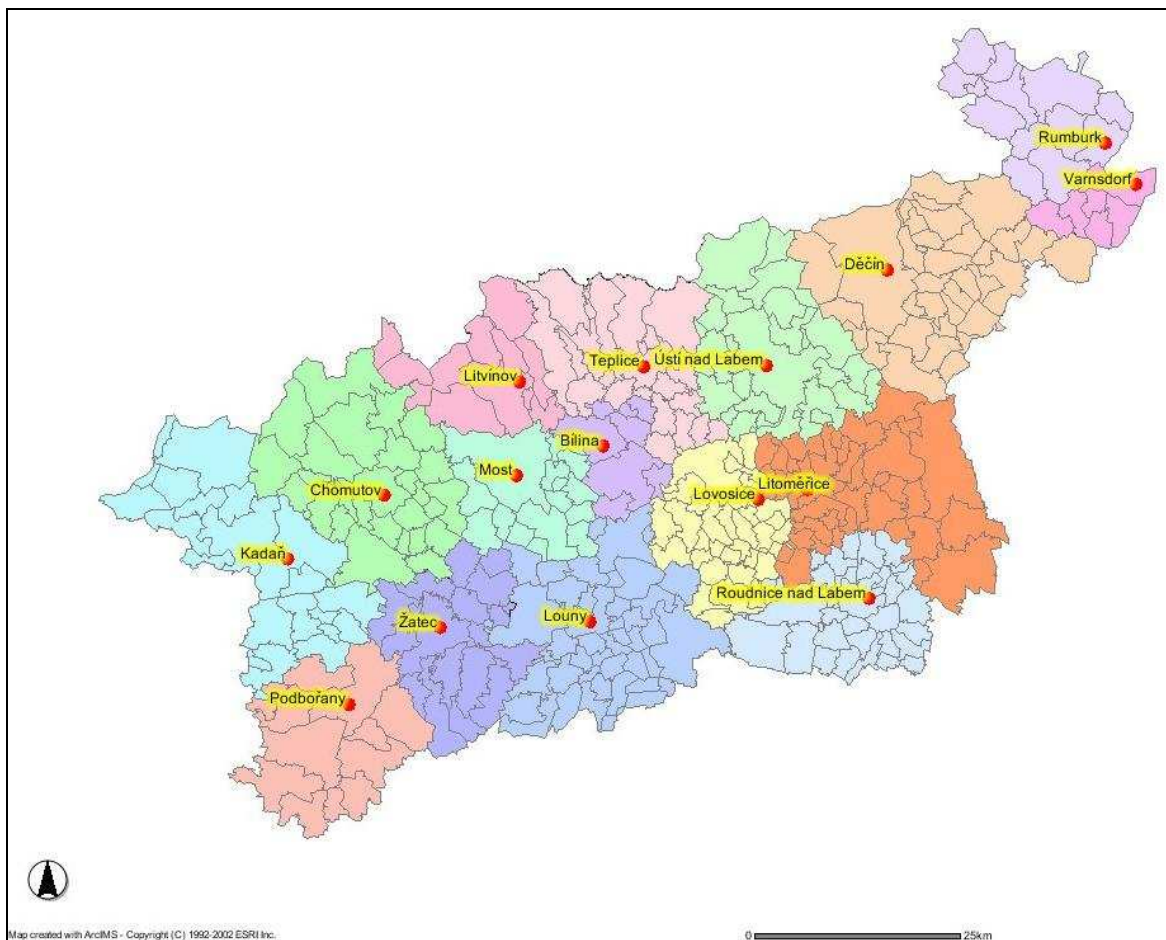 Rumburk
Varnsdorf
Děčín
Teplice
Ústí nad Labem
Litvínov
Bílina
Most
Chomutov
Lovosice
Litoměřice
Kadaň
Roudnice nad Labem
Louny
Žatec
Podbořany
Map created with ArcIMS - Copyright (C) 1992-2002 ESRI Inc.
0 25km